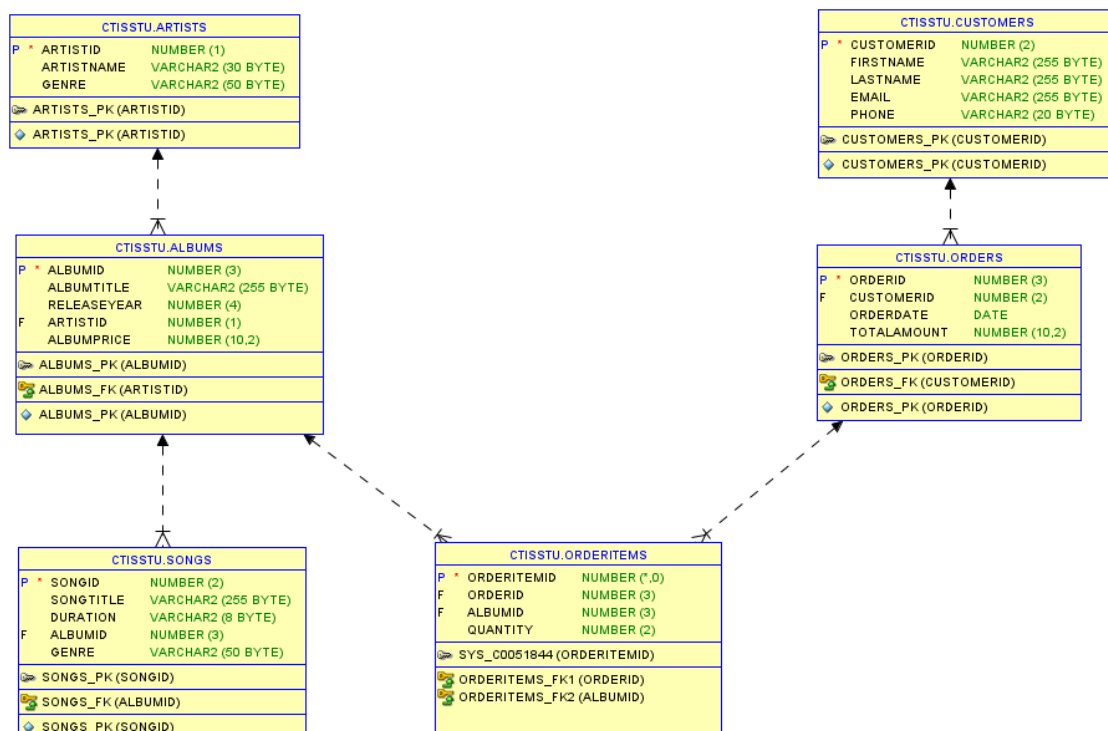 CTISSTU.ARTISTS
P * ARTISTID NUMBER (1)
ARTISTNAME VARCHAR2 (30 BYTE)
GENRE VARCHAR2 (50 BYTE)
ARTISTS_PK (ARTISTID)
ARTISTS_PK (ARTISTID)
CTISSTU.CUSTOMERS
P * CUSTOMERID NUMBER (2)
FIRSTNAME VARCHAR2 (255 BYTE)
LASTNAME VARCHAR2 (255 BYTE)
EMAIL VARCHAR2 (255 BYTE)
PHONE VARCHAR2 (20 BYTE)
CUSTOMERS_PK (CUSTOMERID)
CUSTOMERS_PK (CUSTOMERID)
CTISSTU.ALBUMS
P * ALBUMID NUMBER (3)
ALBUMTITLE VARCHAR2 (255 BYTE)
RELEASEYEAR NUMBER (4)
F ARTISTID NUMBER (1)
ALBUMPRICE NUMBER (10,2)
ALBUMS_PK (ALBUMID)
ALBUMS_FK (ARTISTID)
ALBUMS_PK (ALBUMID)
CTISSTU.ORDERS
P * ORDERID NUMBER (3)
F CUSTOMERID NUMBER (2)
ORDERDATE DATE
TOTALAMOUNT NUMBER (10,2)
ORDERS_PK (ORDERID)
ORDERS_FK (CUSTOMERID)
ORDERS_PK (ORDERID)
CTISSTU.SONGS
P * SONGID NUMBER (2)
SONGTITLE VARCHAR2 (255 BYTE)
DURATION VARCHAR2 (8 BYTE)
F ALBUMID NUMBER (3)
GENRE VARCHAR2 (50 BYTE)
SONGS_PK (SONGID)
SONGS_FK (ALBUMID)
SONGS_PK (SONGID)
CTISSTU.ORDERITEMS
P * ORDERITEMID NUMBER (*,0)
F ORDERID NUMBER (3)
F ALBUMID NUMBER (3)
QUANTITY NUMBER (2)
SYS_C0051844 (ORDERITEMID)
ORDERITEMS_FK1 (ORDERID)
ORDERITEMS_FK2 (ALBUMID)